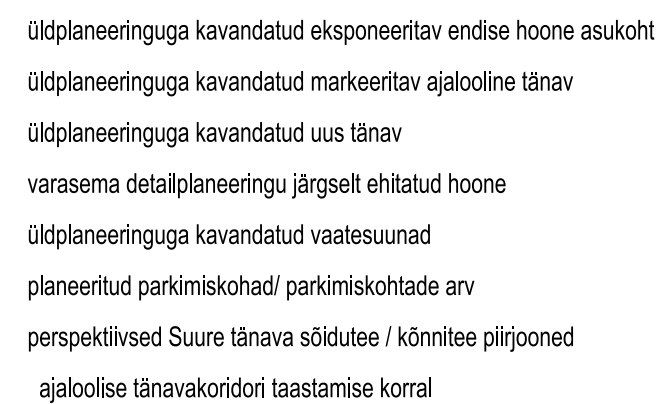 üldplaneeringuga kavandatud eksponeeritav endise hoone asukoht
üldplaneeringuga kavandatud markeeritav ajalooline tänav
üldplaneeringuga kavandatud uus tänav
varasema detailplaneeringu järgselt ehitatud hoone
üldplaneeringuga kavandatud vaatesuunad
planeeritud parkimiskohad/ parkimiskohtade arv
perspektiivsed Suure tänava sõidutee / kõnnitee piirjooned
ajaloolise tänavakoridori taastamise korral